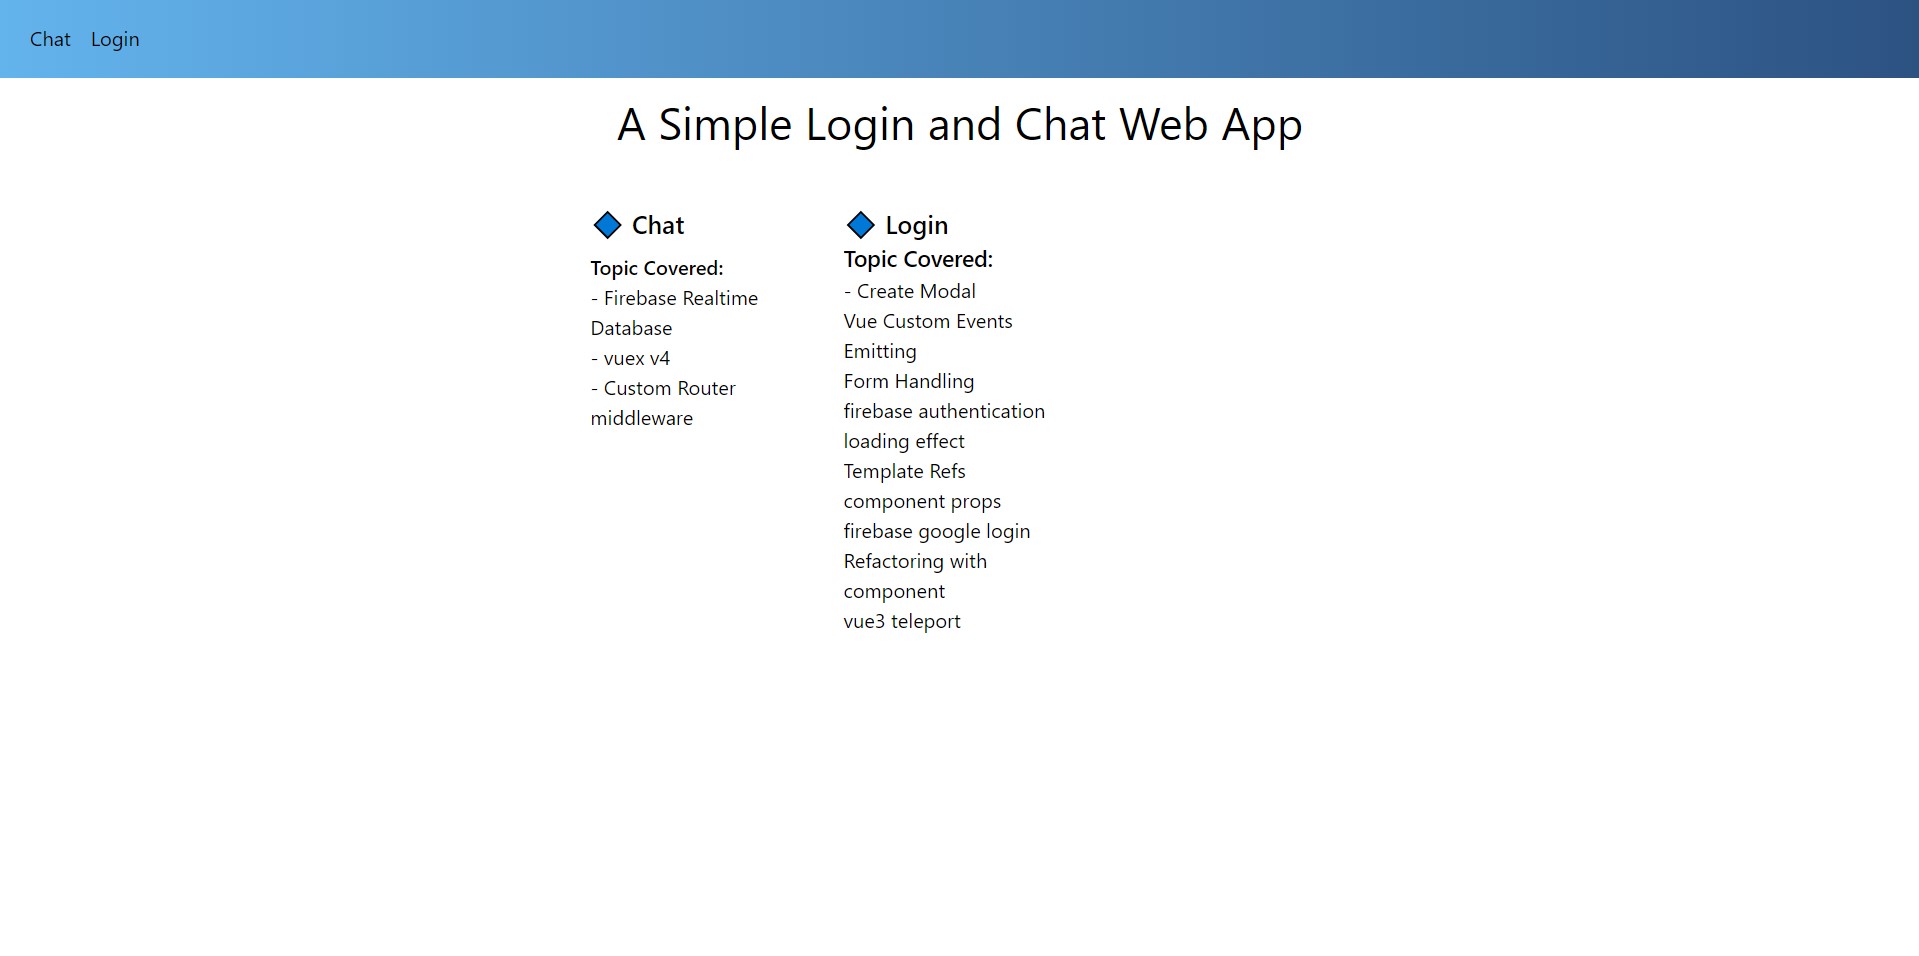 Chat Login
A Simple Login and Chat Web App
Chat
Topic Covered:
- Firebase Realtime
Database
- vuex v4
- Custom Router
middleware
Login
Topic Covered:
- Create Modal
Vue Custom Events
Emitting
Form Handling
firebase authentication
loading effect
Template Refs
component props
firebase google login
Refactoring with
component
vue3 teleport